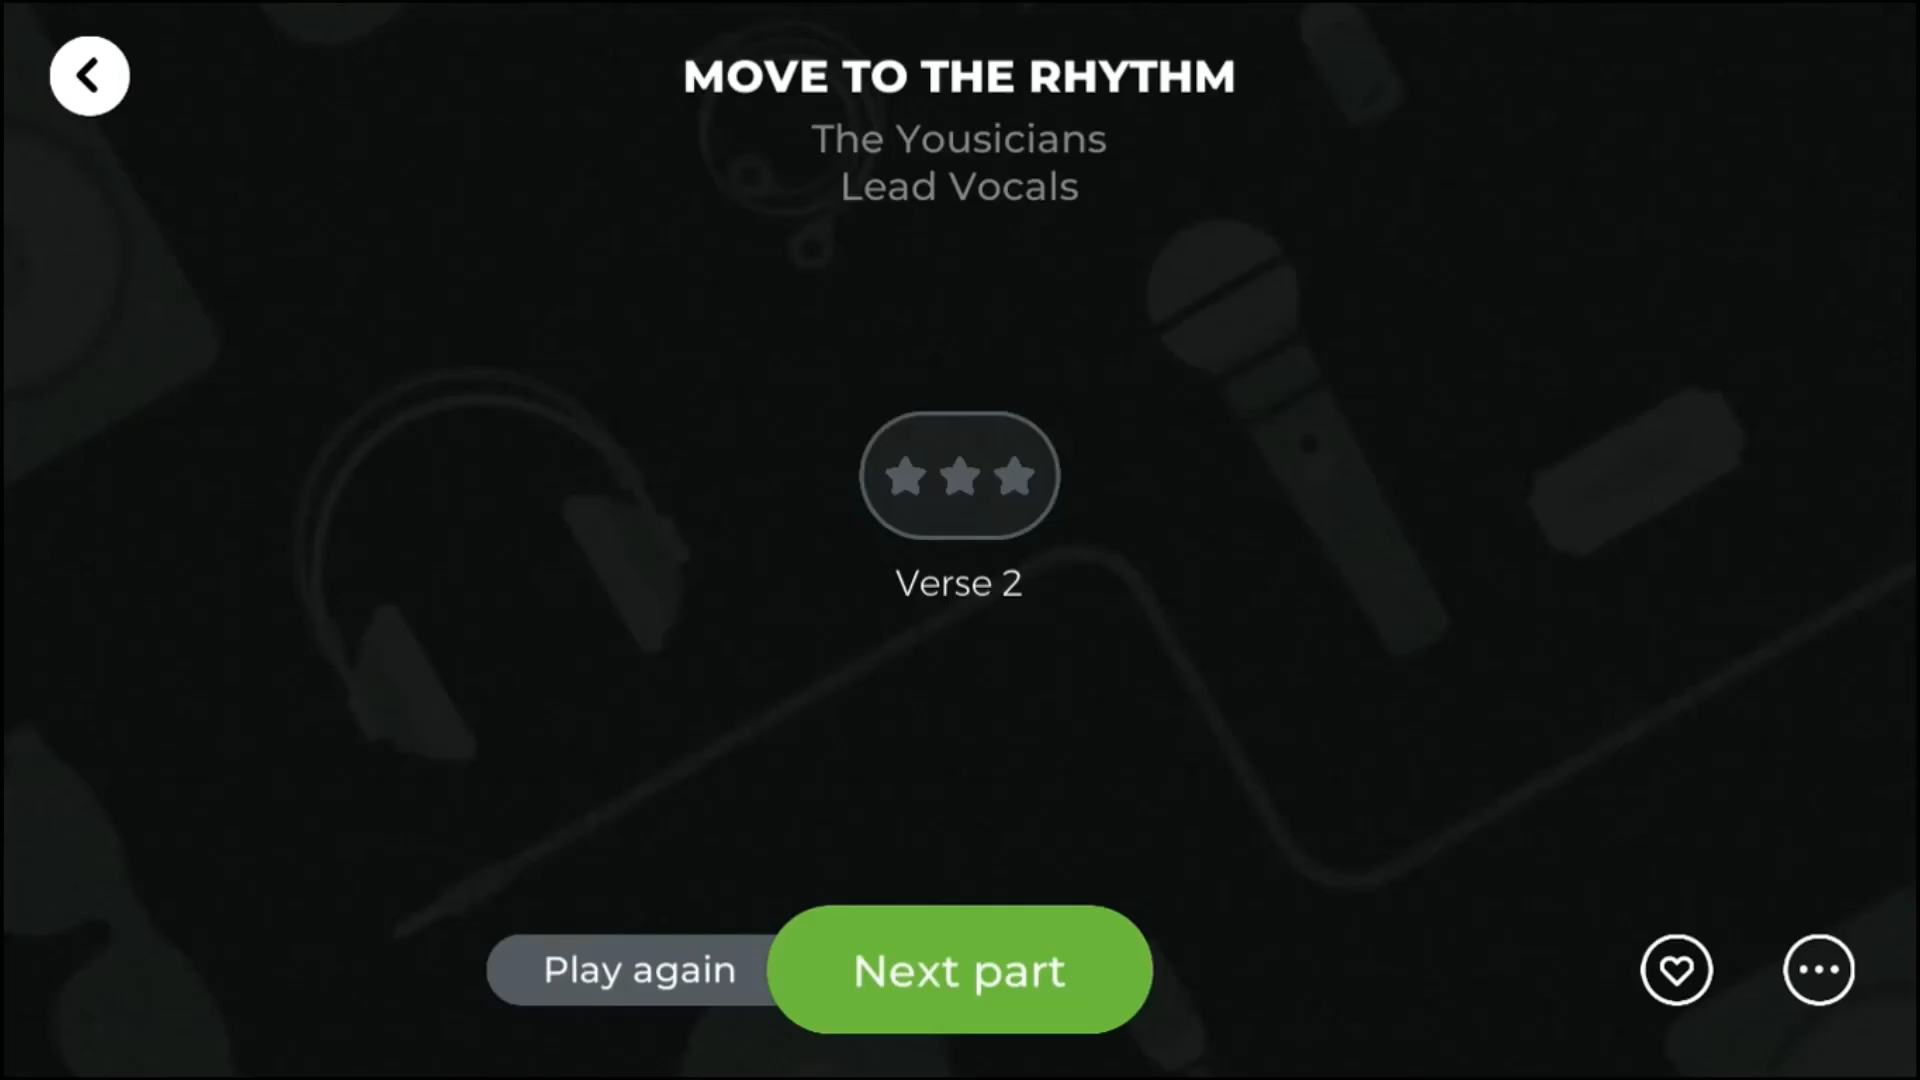 MOVE TO THE RHYTHM
The Yousicians
Lead Vocals
Verse 2
Play again
Next part